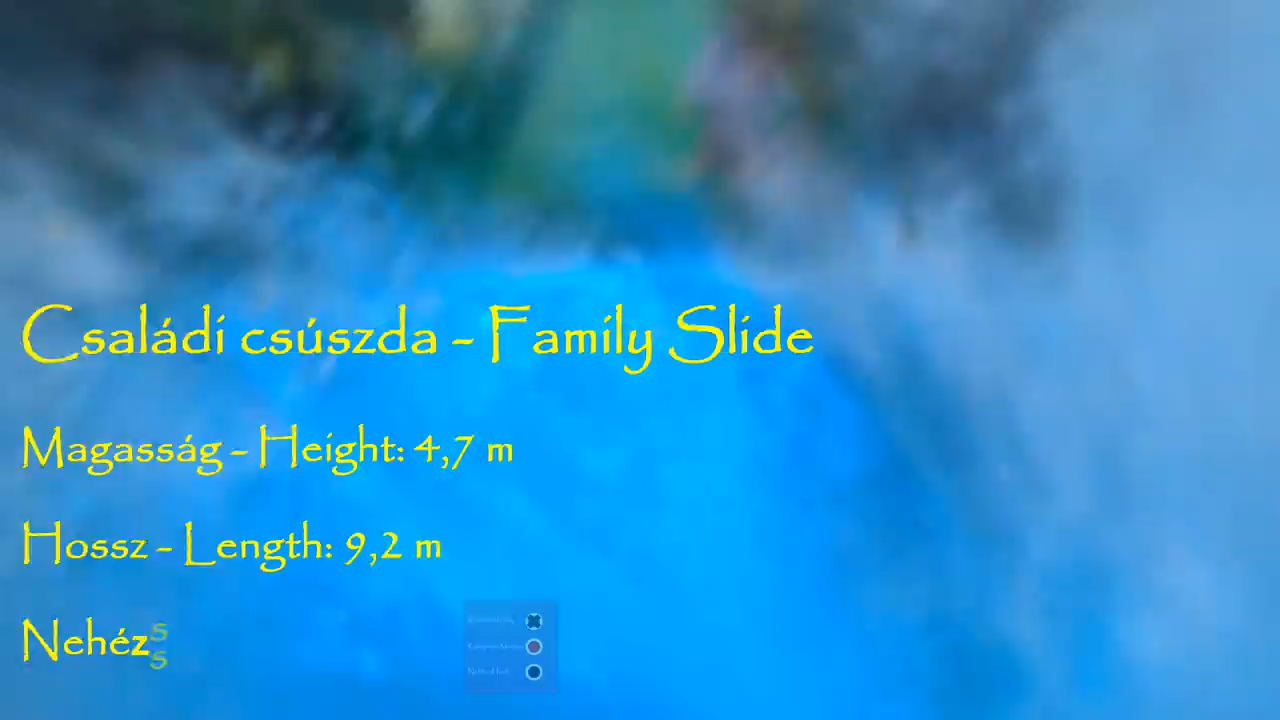 Családi csúszda - Family Slide
Magasság - Height: 4,7 m
Hossz - Length: 9,2 m
Nehéz